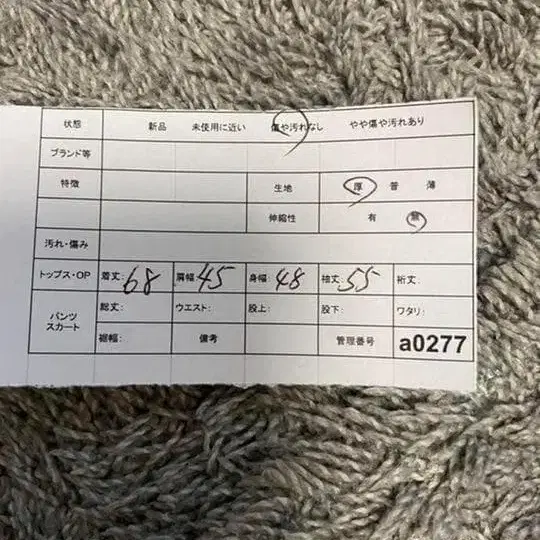 状態 新品 未使用に近い 傷や汚れなし やや傷や汚れあり
ブランド等
特徴 生地 厚 普 薄
伸縮性 有 無
汚れ・傷み
トップス・OP 着丈: 68 肩幅: 45 身幅: 48 袖丈: 55 裄丈:
パンツ スカート 総丈: ウエスト: 股上: 股下: ワタリ:
裾幅: 備考 管理番号 a0277